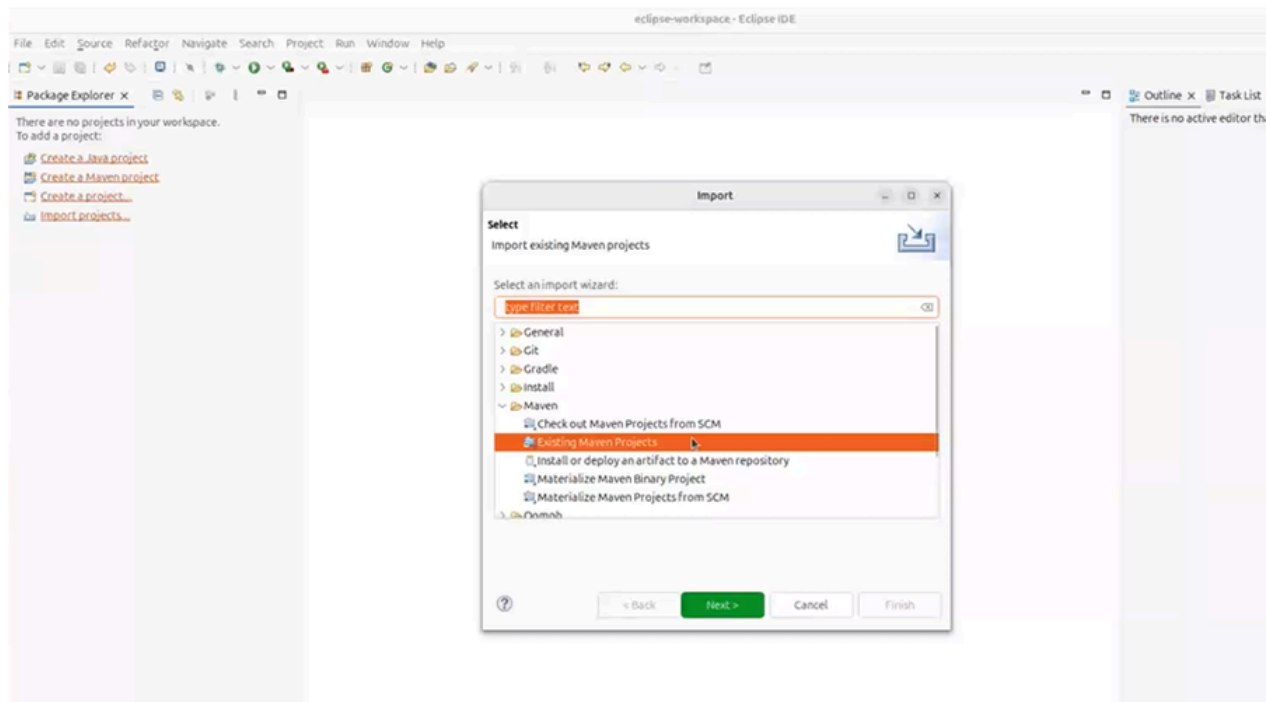 eclipse-workspace - Eclipse IDE
File Edit Source Refactor Navigate Search Project Run Window Help
Package Explorer
There are no projects in your workspace.
To add a project:
Create a Java project
Create a Maven project
Create a project...
Import projects...
Outline Task List
There is no active editor
Import
Select
Import existing Maven projects
Select an import wizard:
type filter text
General
Git
Gradle
Install
Maven
Check out Maven Projects from SCM
Existing Maven Projects
Install or deploy an artifact to a Maven repository
Materialize Maven Binary Project
Materialize Maven Projects from SCM
Oomph
< Back Next > Cancel Finish